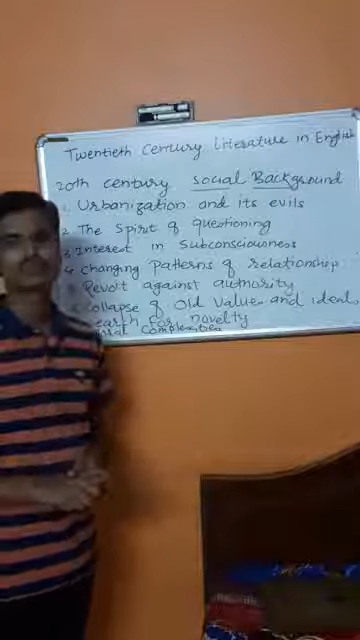 Twentieth Century Literature in English
20th century social Background
1. Urbanization and its evils
2. The Spirit of questioning
3 Interest in Subconsciousness
4 Changing Patterns of relationship
Revolt against authority
Collapse of Old Values and ideals
earch For novelty
Complexities